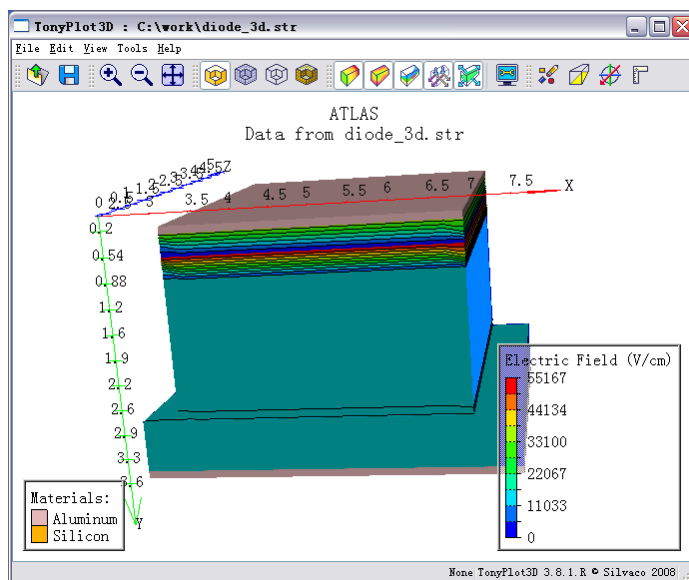 TonyPlot3D : C:\work\diode_3d.str
File Edit View Tools Help
ATLAS
Data from diode_3d.str
Z
3.5 4 4.5 5 5.5 6 6.5 7 7.5 X
0
0.2
0.54
0.88
1.2
1.6
1.9
2.2
2.6
2.9
3.3
3.6
Y
Electric Field (V/cm)
55167
44134
33100
22067
11033
0
Materials:
Aluminum
Silicon
None TonyPlot3D 3.8.1.R © Silvaco 2008